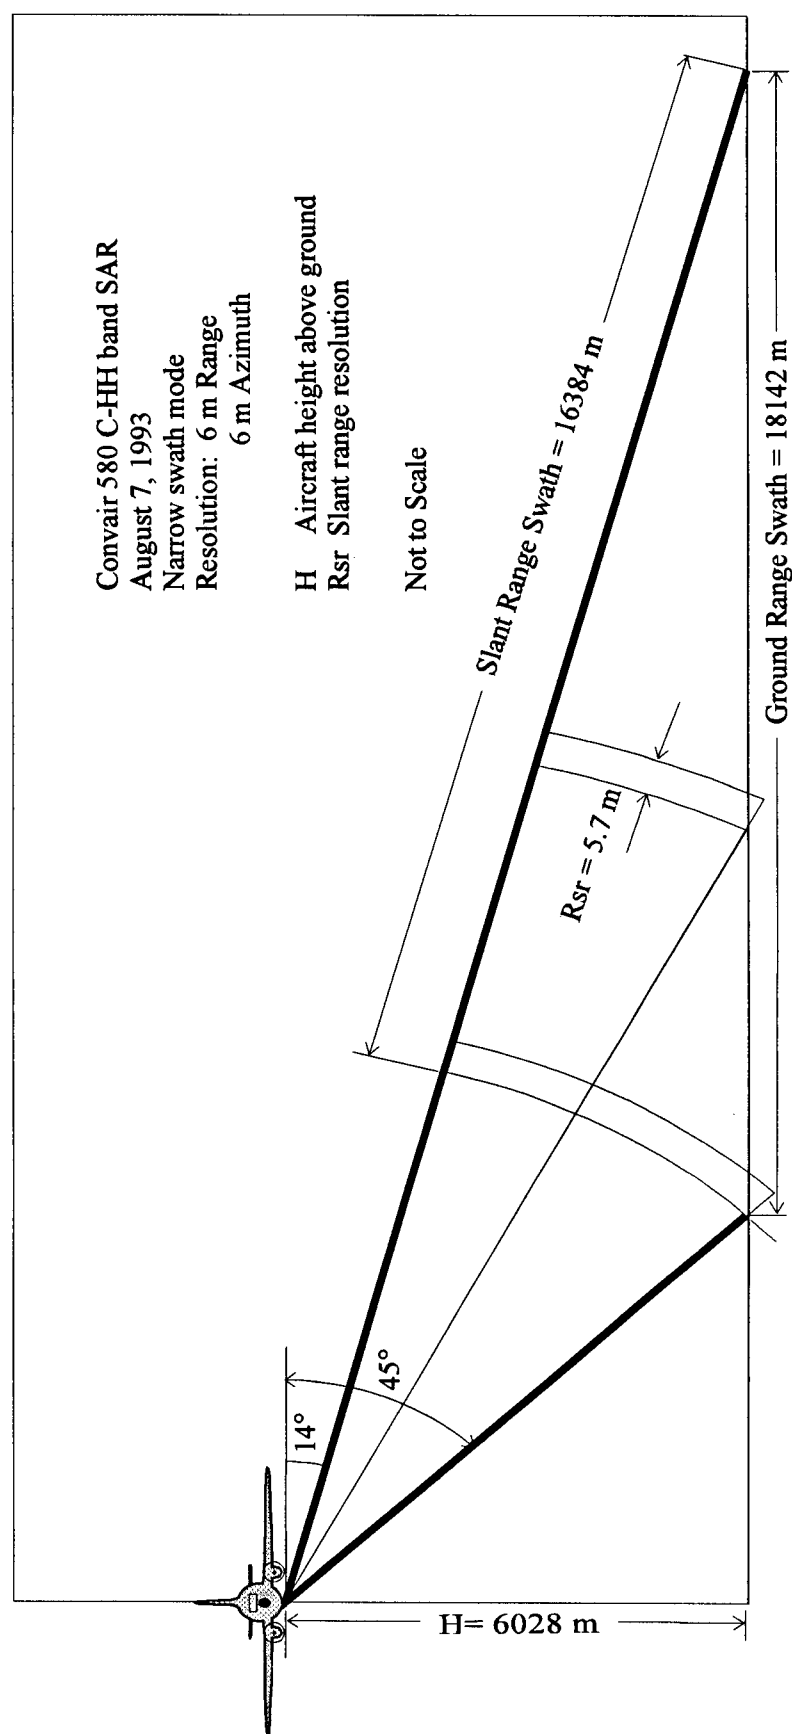 Convair 580 C-HH band SAR
August 7, 1993
Narrow swath mode
Resolution: 6 m Range
6 m Azimuth
H Aircraft height above ground
Rsr Slant range resolution
Not to Scale
Slant Range Swath = 16384 m
Rsr = 5.7 m
14°
45°
H= 6028 m
Ground Range Swath = 18142 m